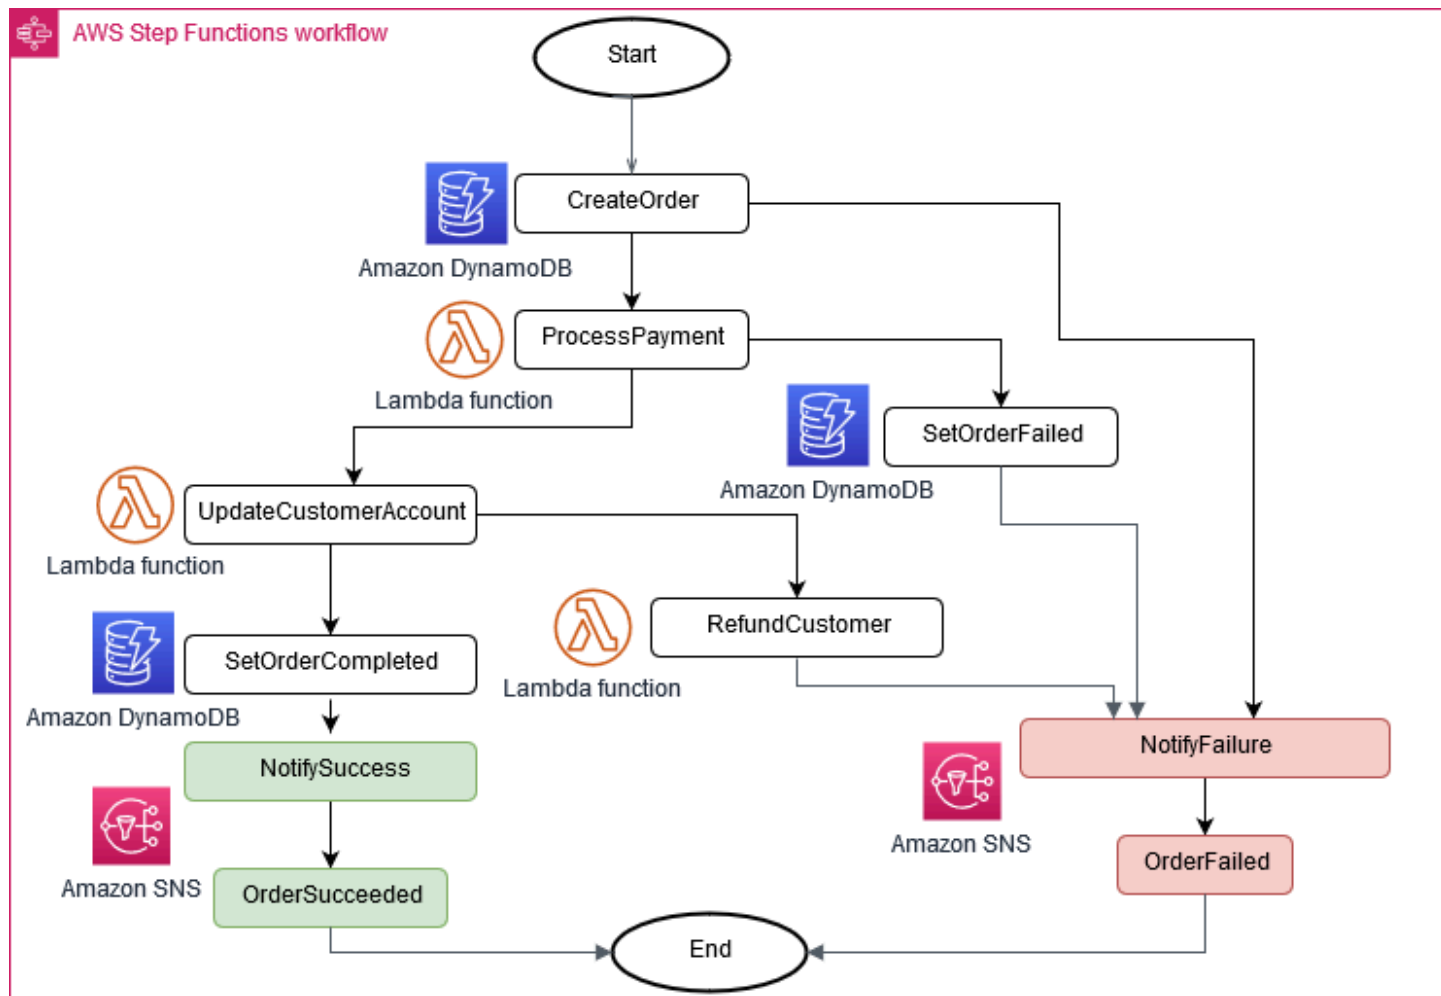 AWS Step Functions workflow
Start
CreateOrder
Amazon DynamoDB
ProcessPayment
Lambda function
SetOrderFailed
Amazon DynamoDB
UpdateCustomerAccount
Lambda function
RefundCustomer
Lambda function
SetOrderCompleted
Amazon DynamoDB
NotifySuccess
Amazon SNS
NotifyFailure
Amazon SNS
OrderSucceeded
OrderFailed
End